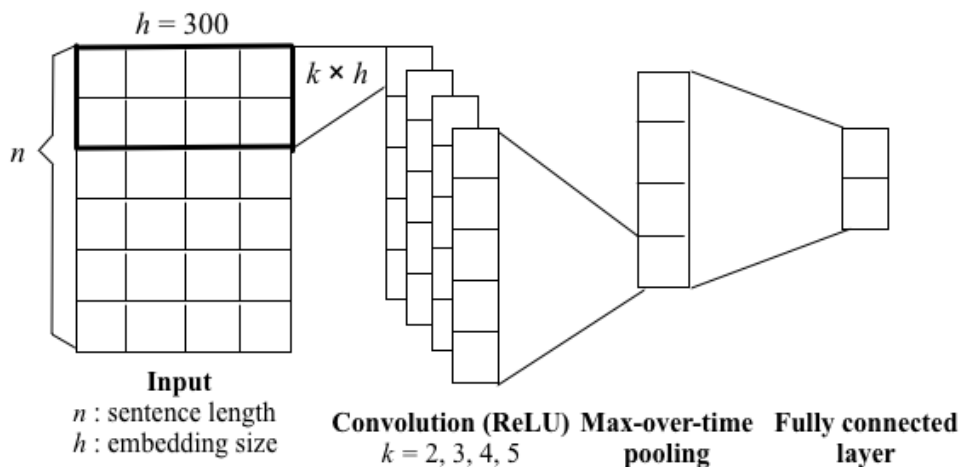 h = 300
k × h
n
Input
n : sentence length
h : embedding size
Convolution (ReLU)
k = 2, 3, 4, 5
Max-over-time
pooling
Fully connected
layer